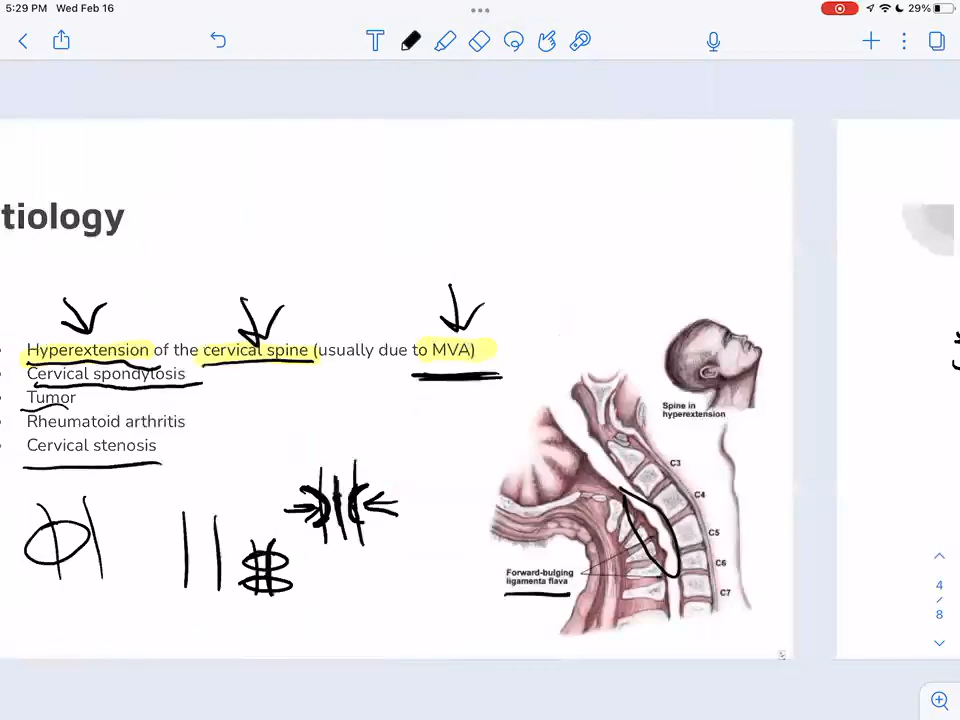 5:29 PM Wed Feb 16
29%
tiology
Hyperextension of the cervical spine (usually due to MVA)
Cervical spondylosis
Tumor
Rheumatoid arthritis
Cervical stenosis
Spine in
hyperextension
C3
C4
C5
C6
C7
Forward-bulging
ligamenta flava
4
/
8